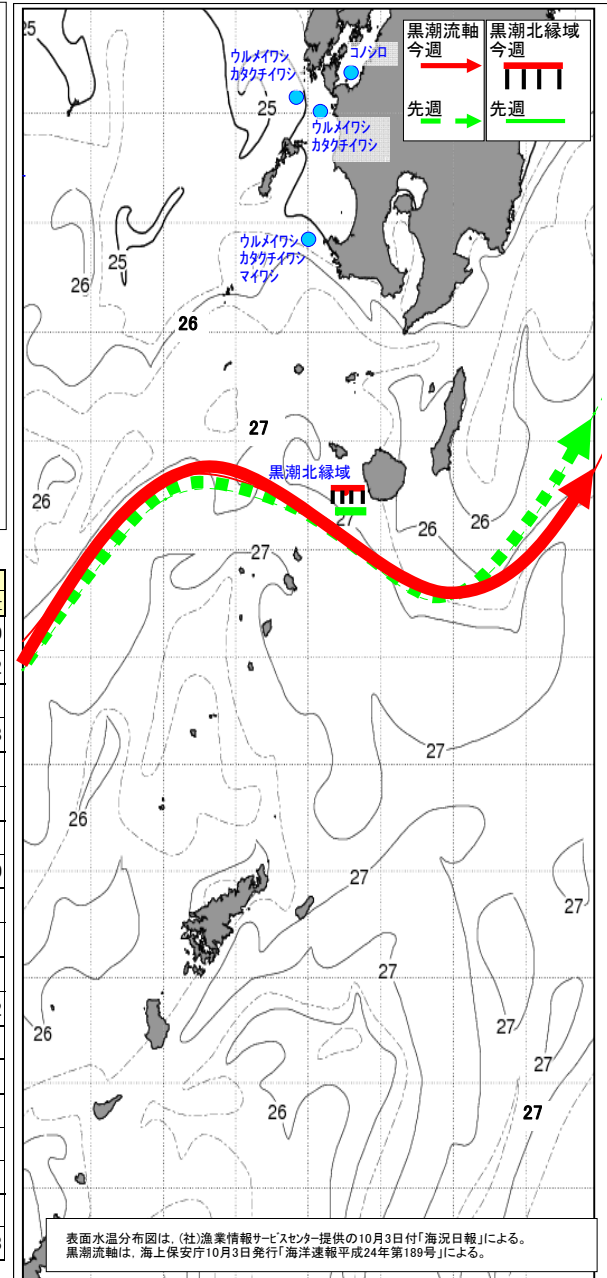 黒潮流軸
今週
先週
黒潮北縁域
今週
先週
コノシロ
ウルメイワシ
カタクチイワシ
ウルメイワシ
カタクチイワシ
ウルメイワシ
カタクチイワシ
マイワシ
25
25
25
26
26
27
26
黒潮北縁域
27
26
26
27
27
27
26
27
27
27
26
27
26
27
27
表面水温分布図は、(社)漁業情報サービスセンター提供の10月3日付「海況日報」による。
黒潮流軸は、海上保安庁10月3日発行「海洋速報平成24年第189号」による。